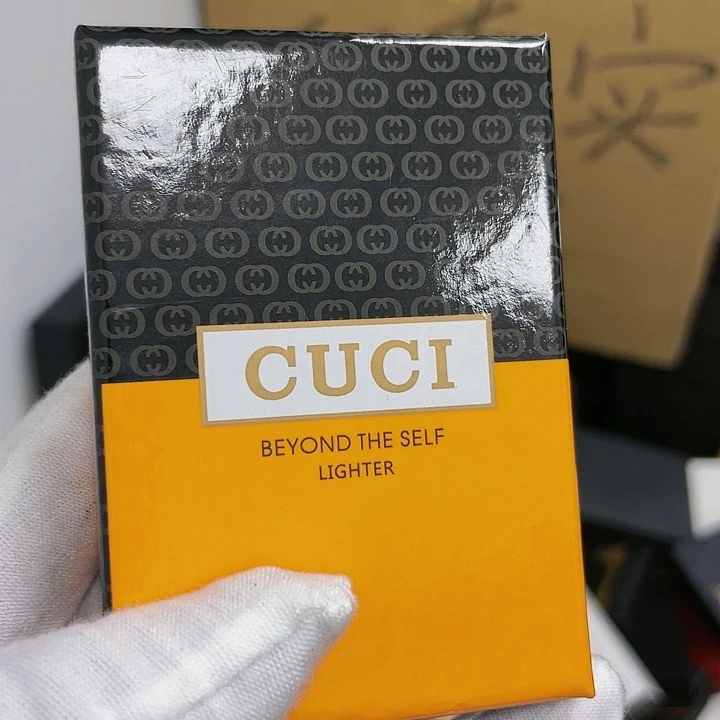 CUCI
BEYOND THE SELF
LIGHTER